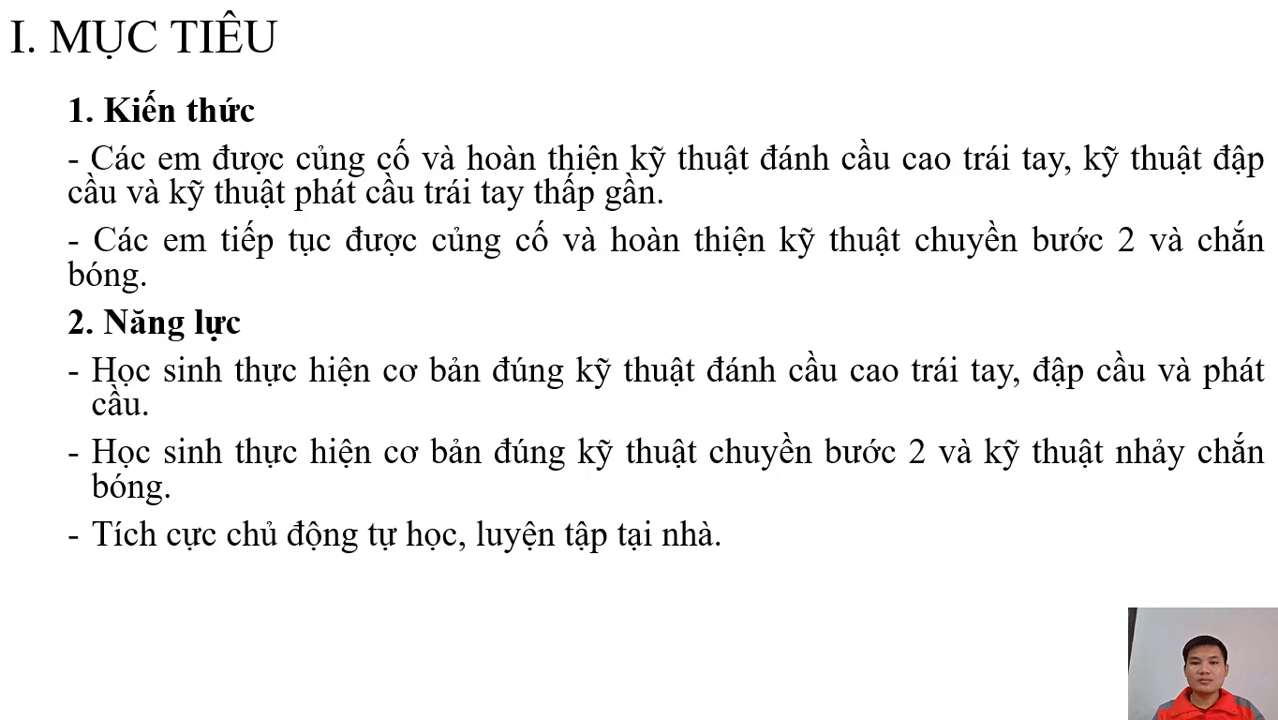 I. MỤC TIÊU
1. Kiến thức
- Các em được củng cố và hoàn thiện kỹ thuật đánh cầu cao trái tay, kỹ thuật đập
cầu và kỹ thuật phát cầu trái tay thấp gần.
- Các em tiếp tục được củng cố và hoàn thiện kỹ thuật chuyền bước 2 và chắn
bóng.
2. Năng lực
- Học sinh thực hiện cơ bản đúng kỹ thuật đánh cầu cao trái tay, đập cầu và phát
cầu.
- Học sinh thực hiện cơ bản đúng kỹ thuật chuyền bước 2 và kỹ thuật nhảy chắn
bóng.
- Tích cực chủ động tự học, luyện tập tại nhà.